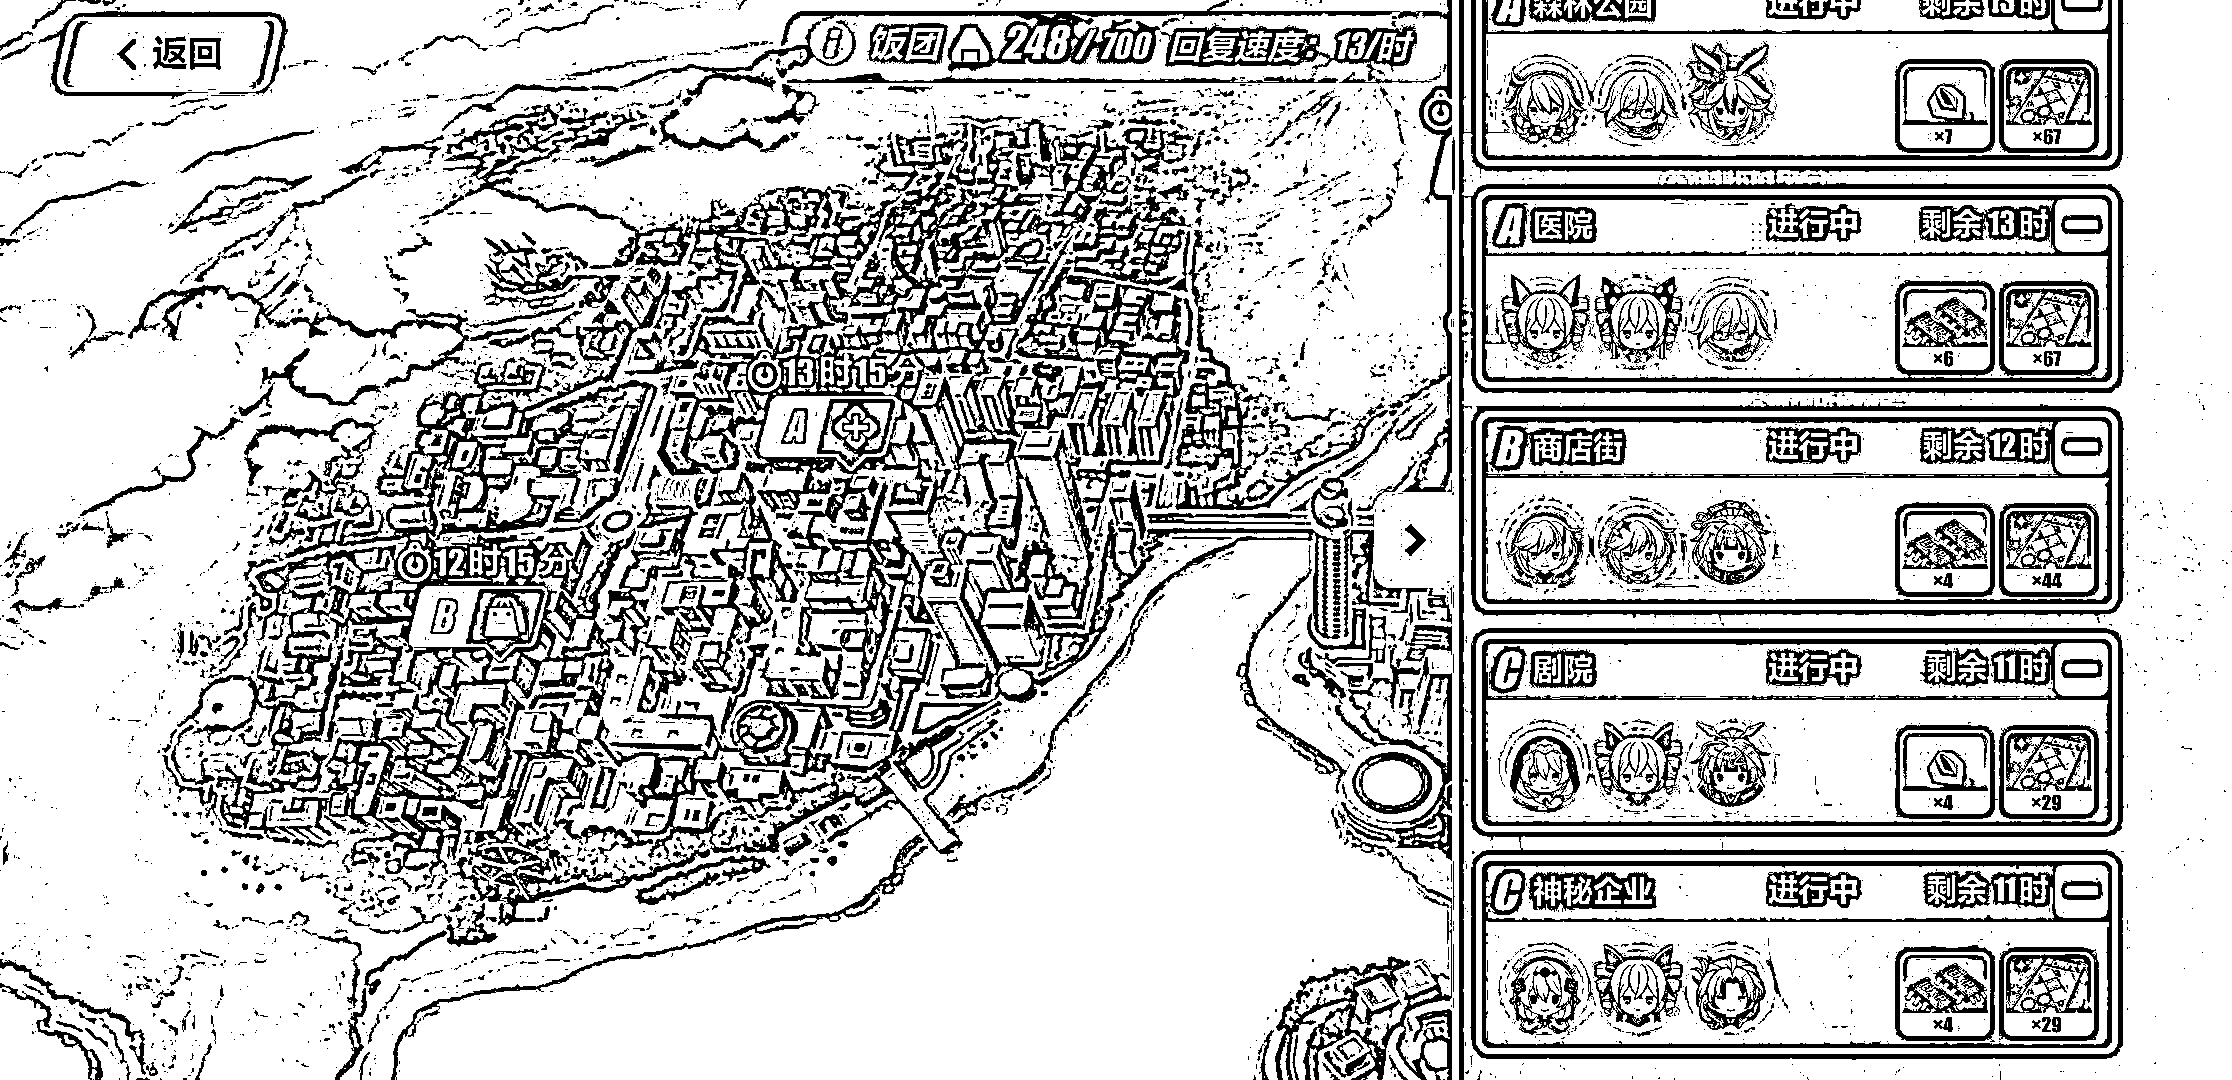 返回
饭团 248/700 回复速度：13/时
13时15分
A
12时15分
B
A 森林公园 进行中 剩余13时
×7 ×67
A 医院 进行中 剩余13时
×6 ×67
B 商店街 进行中 剩余12时
×4 ×44
C 剧院 进行中 剩余11时
×4 ×29
C 神秘企业 进行中 剩余11时
×4 ×29